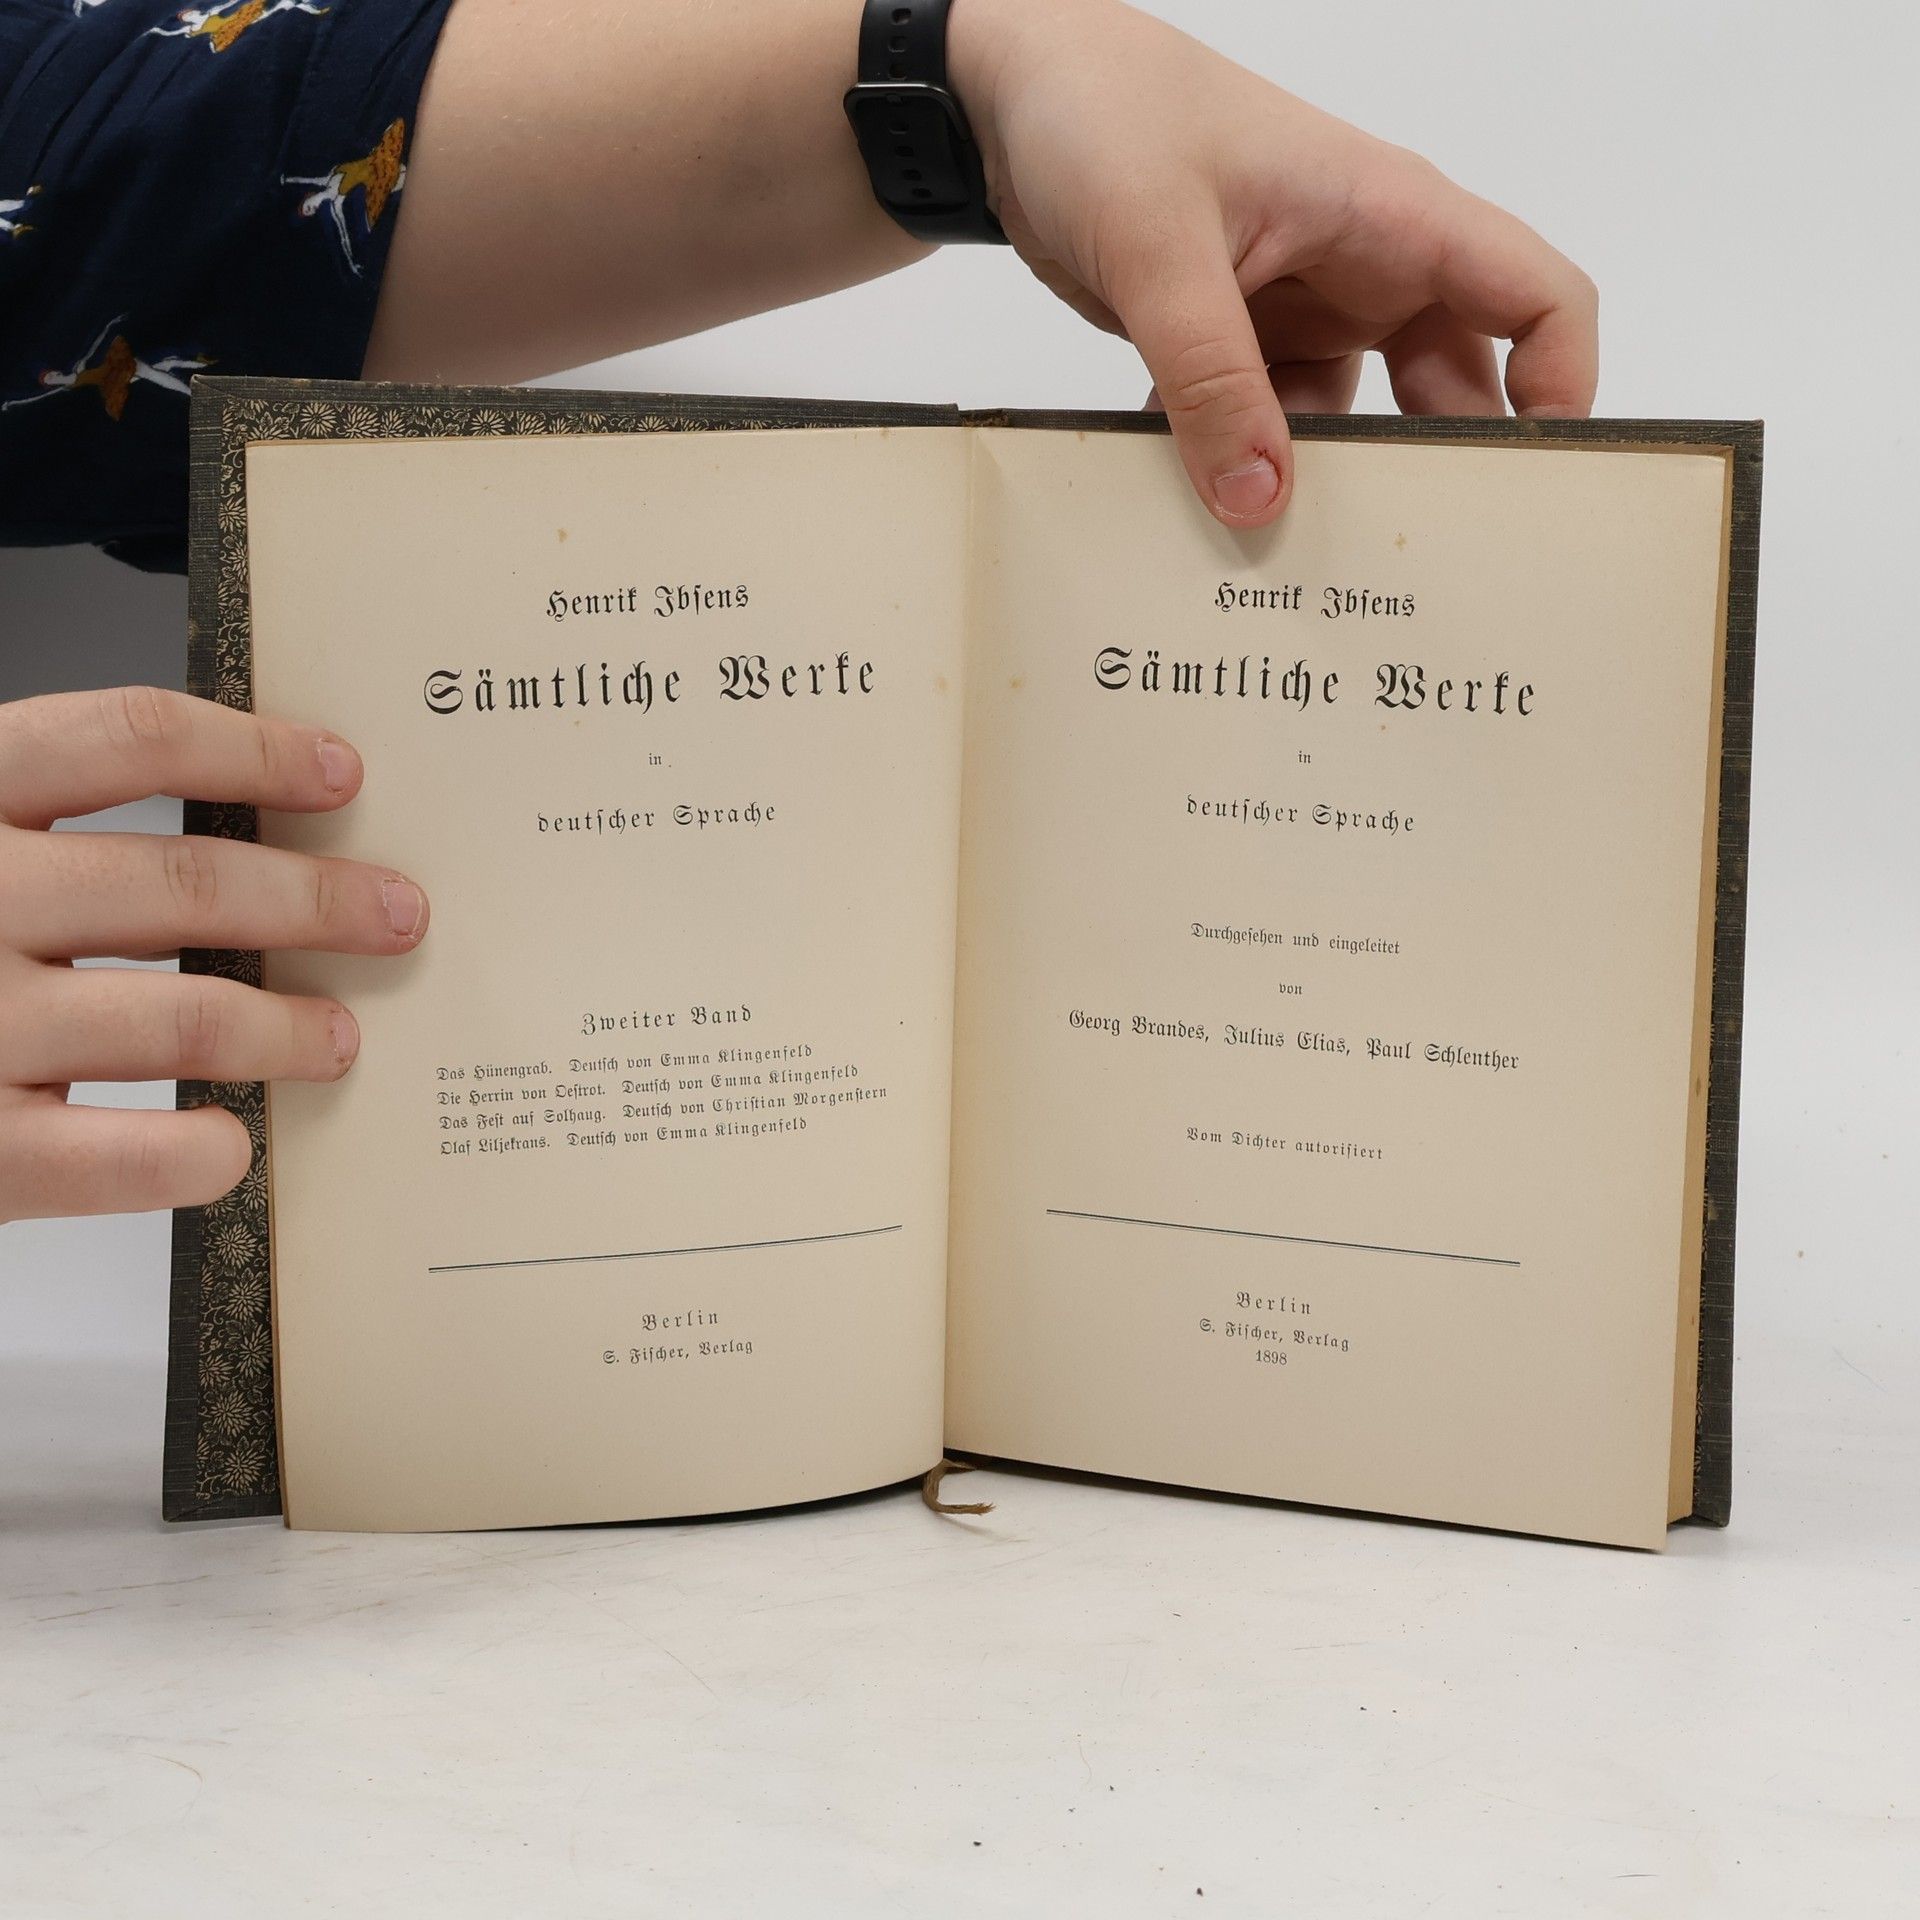 Henrik Ibſens
Sämtliche Werke
in
deutſcher Sprache
Zweiter Band
Das Hünengrab. Deutſch von Emma Klingenfeld
Die Herrin von Oeſtrot. Deutſch von Emma Klingenfeld
Das Feſt auf Solhaug. Deutſch von Chriſtian Morgenſtern
Olaf Liljekrans. Deutſch von Emma Klingenfeld
Berlin
S. Fiſcher, Verlag
Henrik Ibſens
Sämtliche Werke
in
deutſcher Sprache
Durchgeſehen und eingeleitet
von
Georg Brandes, Julius Elias, Paul Schlenther
Vom Dichter autoriſiert
Berlin
S. Fiſcher, Verlag
1898